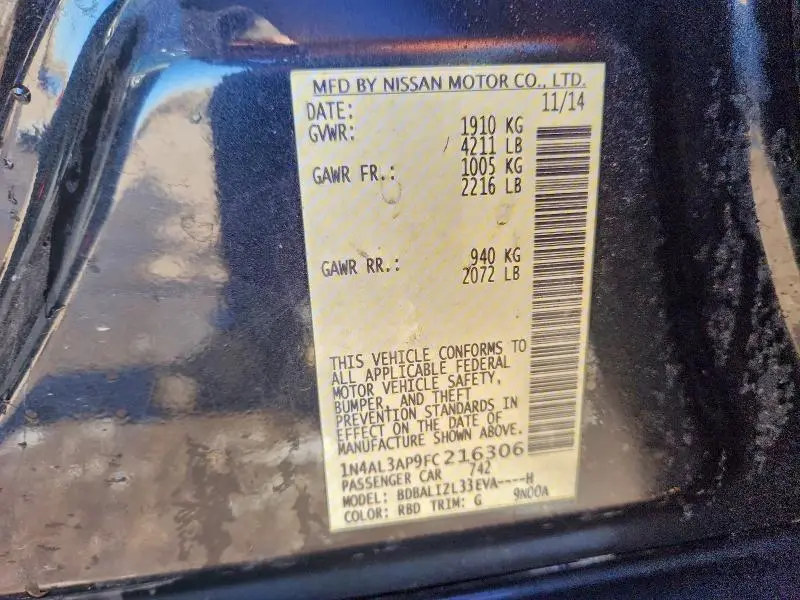 MFD BY NISSAN MOTOR CO., LTD.
DATE: 11/14
GVWR: 1910 KG
4211 LB
GAWR FR.: 1005 KG
2216 LB
GAWR RR.: 940 KG
2072 LB
THIS VEHICLE CONFORMS TO
ALL APPLICABLE FEDERAL
MOTOR VEHICLE SAFETY,
BUMPER, AND THEFT
PREVENTION STANDARDS IN
EFFECT ON THE DATE OF
MANUFACTURE SHOWN ABOVE.
1N4AL3AP9FC216306
PASSENGER CAR 742
MODEL: BDBALIZL33EVA----H
COLOR: RBD TRIM: G 9N00A